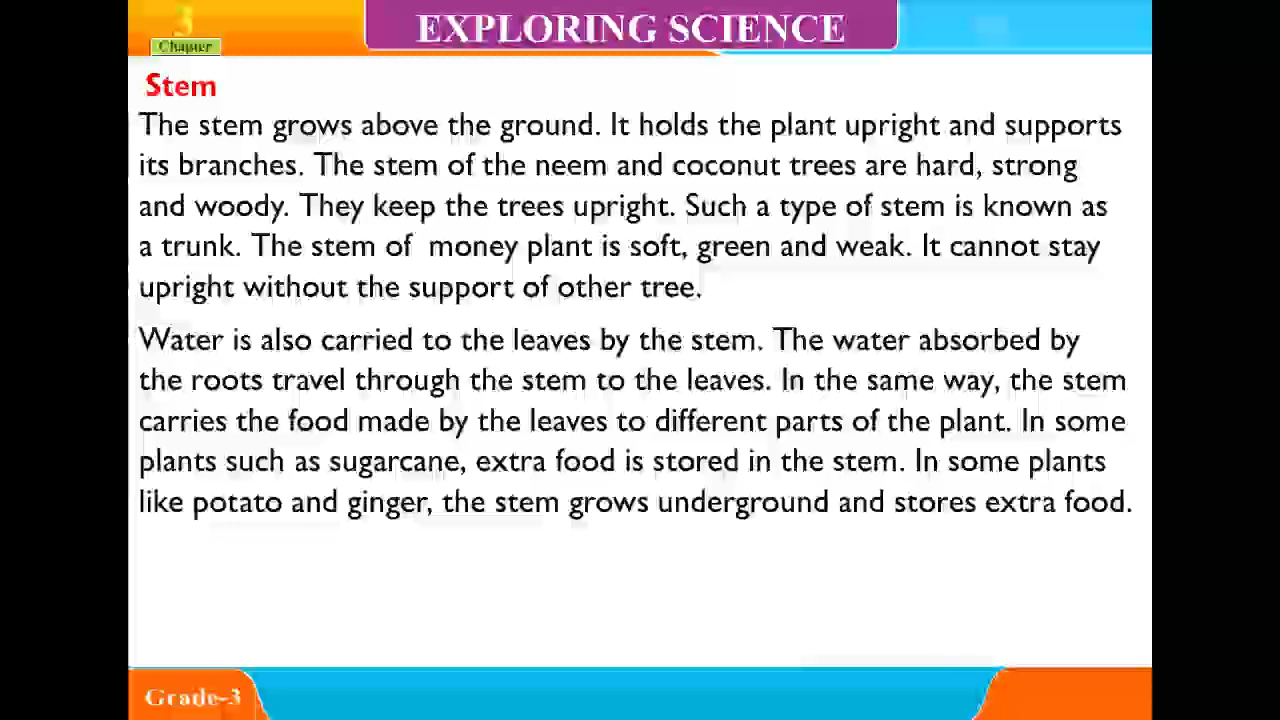 3
Chapter
EXPLORING SCIENCE
Stem
The stem grows above the ground. It holds the plant upright and supports
its branches. The stem of the neem and coconut trees are hard, strong
and woody. They keep the trees upright. Such a type of stem is known as
a trunk. The stem of money plant is soft, green and weak. It cannot stay
upright without the support of other tree.
Water is also carried to the leaves by the stem. The water absorbed by
the roots travel through the stem to the leaves. In the same way, the stem
carries the food made by the leaves to different parts of the plant. In some
plants such as sugarcane, extra food is stored in the stem. In some plants
like potato and ginger, the stem grows underground and stores extra food.
Grade-3